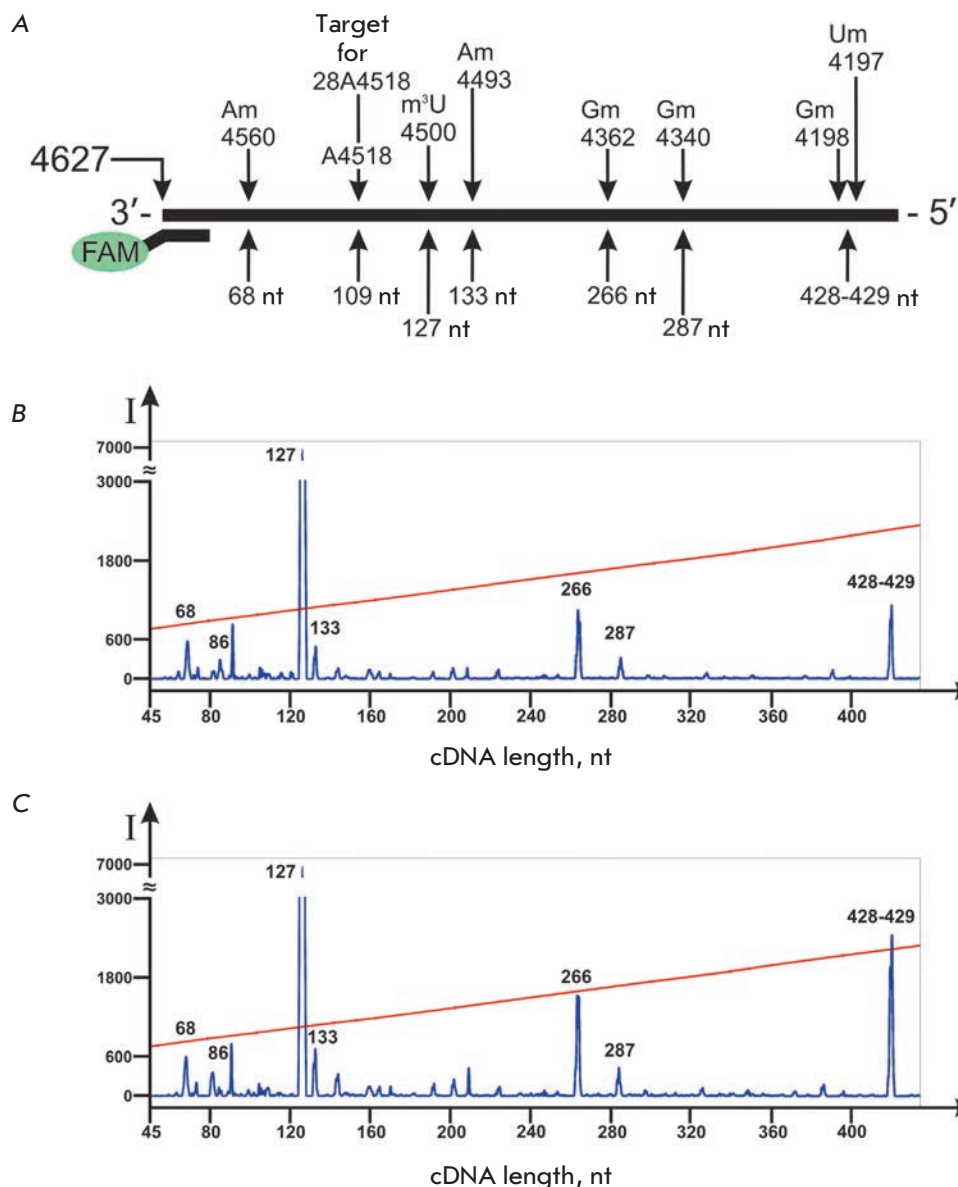 A
Target
for
28A4518
Um
4197
Am
4493
m³U
4500
Am
4560
Gm
4362
Gm
4340
Gm
4198
A4518
4627
3′-
- 5′
FAM
68 nt
109 nt
133 nt
266 nt
428-429 nt
127 nt
287 nt
B
I
7000
≈
3000
1800
600
0
127
68
86
133
266
287
428-429
45 80 120 160 200 240 280 320 360 400
cDNA length, nt
C
I
7000
≈
3000
1800
600
0
127
68
86
133
266
287
428-429
45 80 120 160 200 240 280 320 360 400
cDNA length, nt